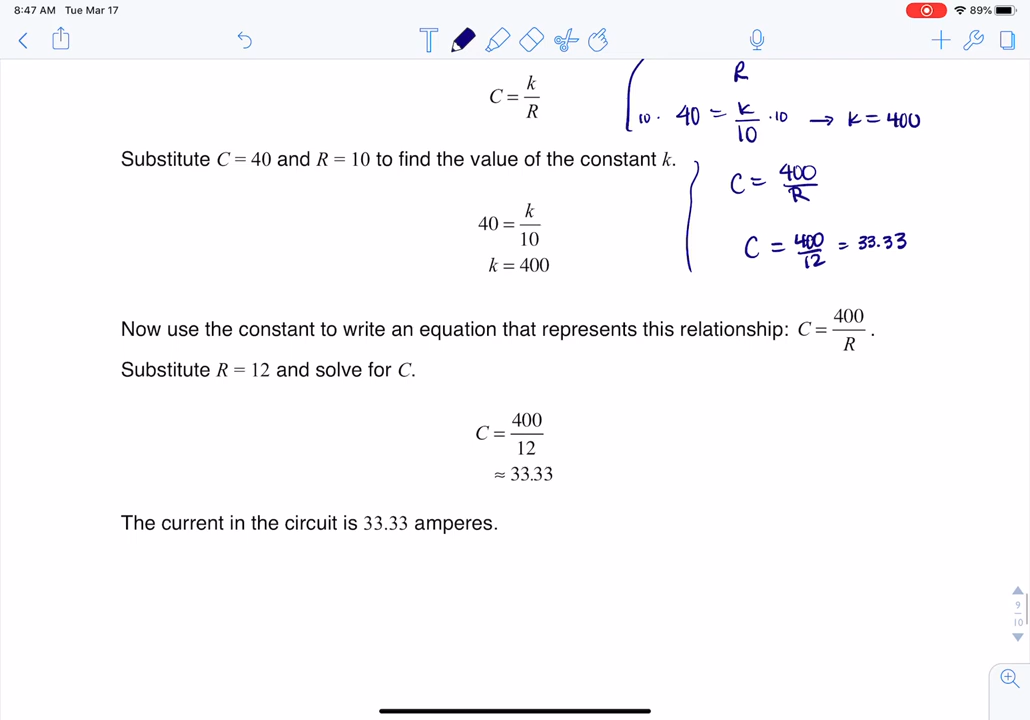 8:47 AM Tue Mar 17
89%
T
C = k/R
R
10 · 40 = k/10 · 10 → k = 400
Substitute C = 40 and R = 10 to find the value of the constant k.
C = 400/R
40 = k/10
k = 400
C = 400/12 = 33.33
Now use the constant to write an equation that represents this relationship: C = 400/R.
Substitute R = 12 and solve for C.
C = 400/12
≈ 33.33
The current in the circuit is 33.33 amperes.
9
10